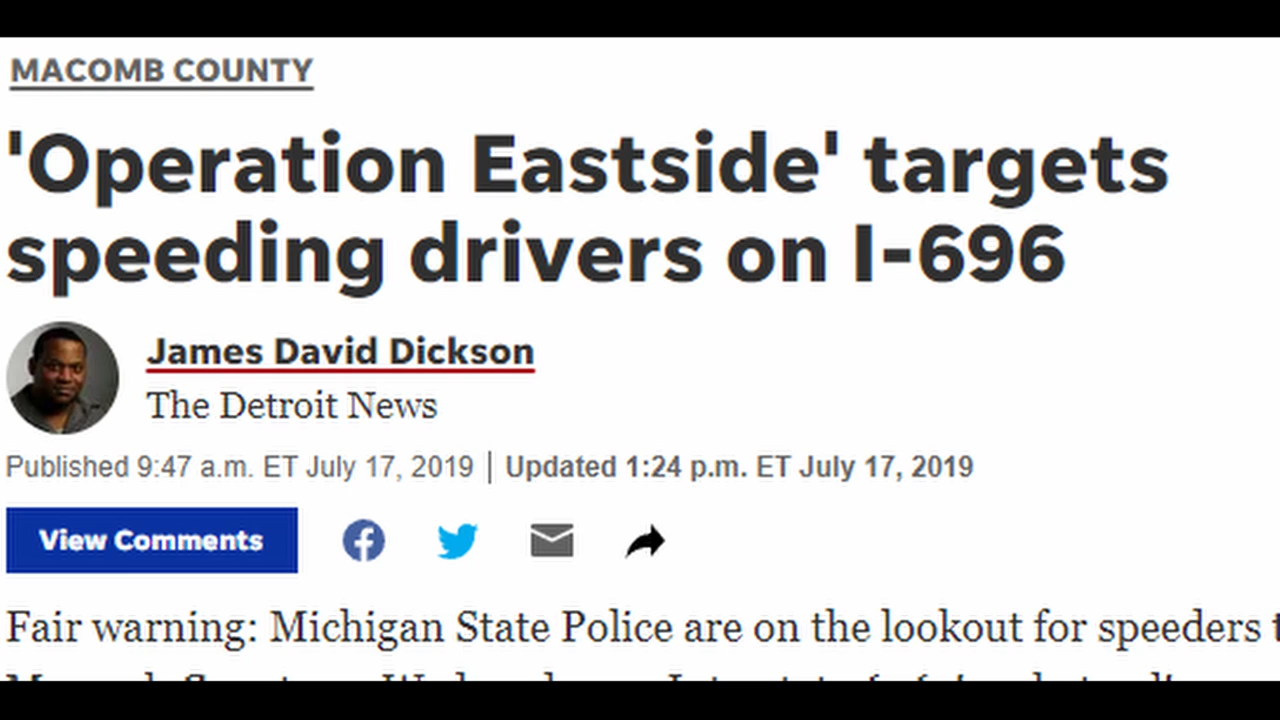 MACOMB COUNTY
'Operation Eastside' targets
speeding drivers on I-696
James David Dickson
The Detroit News
Published 9:47 a.m. ET July 17, 2019 | Updated 1:24 p.m. ET July 17, 2019
View Comments
Fair warning: Michigan State Police are on the lookout for speeders